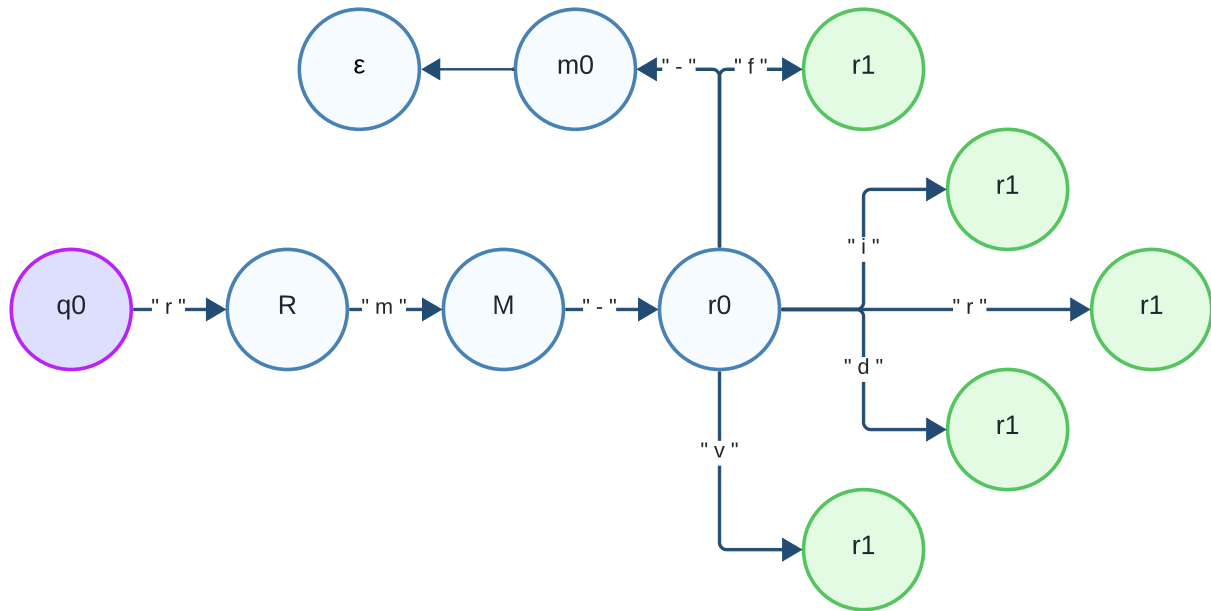 ε
m0
" - "
" f "
r1
r1
" i "
q0
" r "
R
" m "
M
" - "
r0
" r "
r1
" d "
r1
" v "
r1